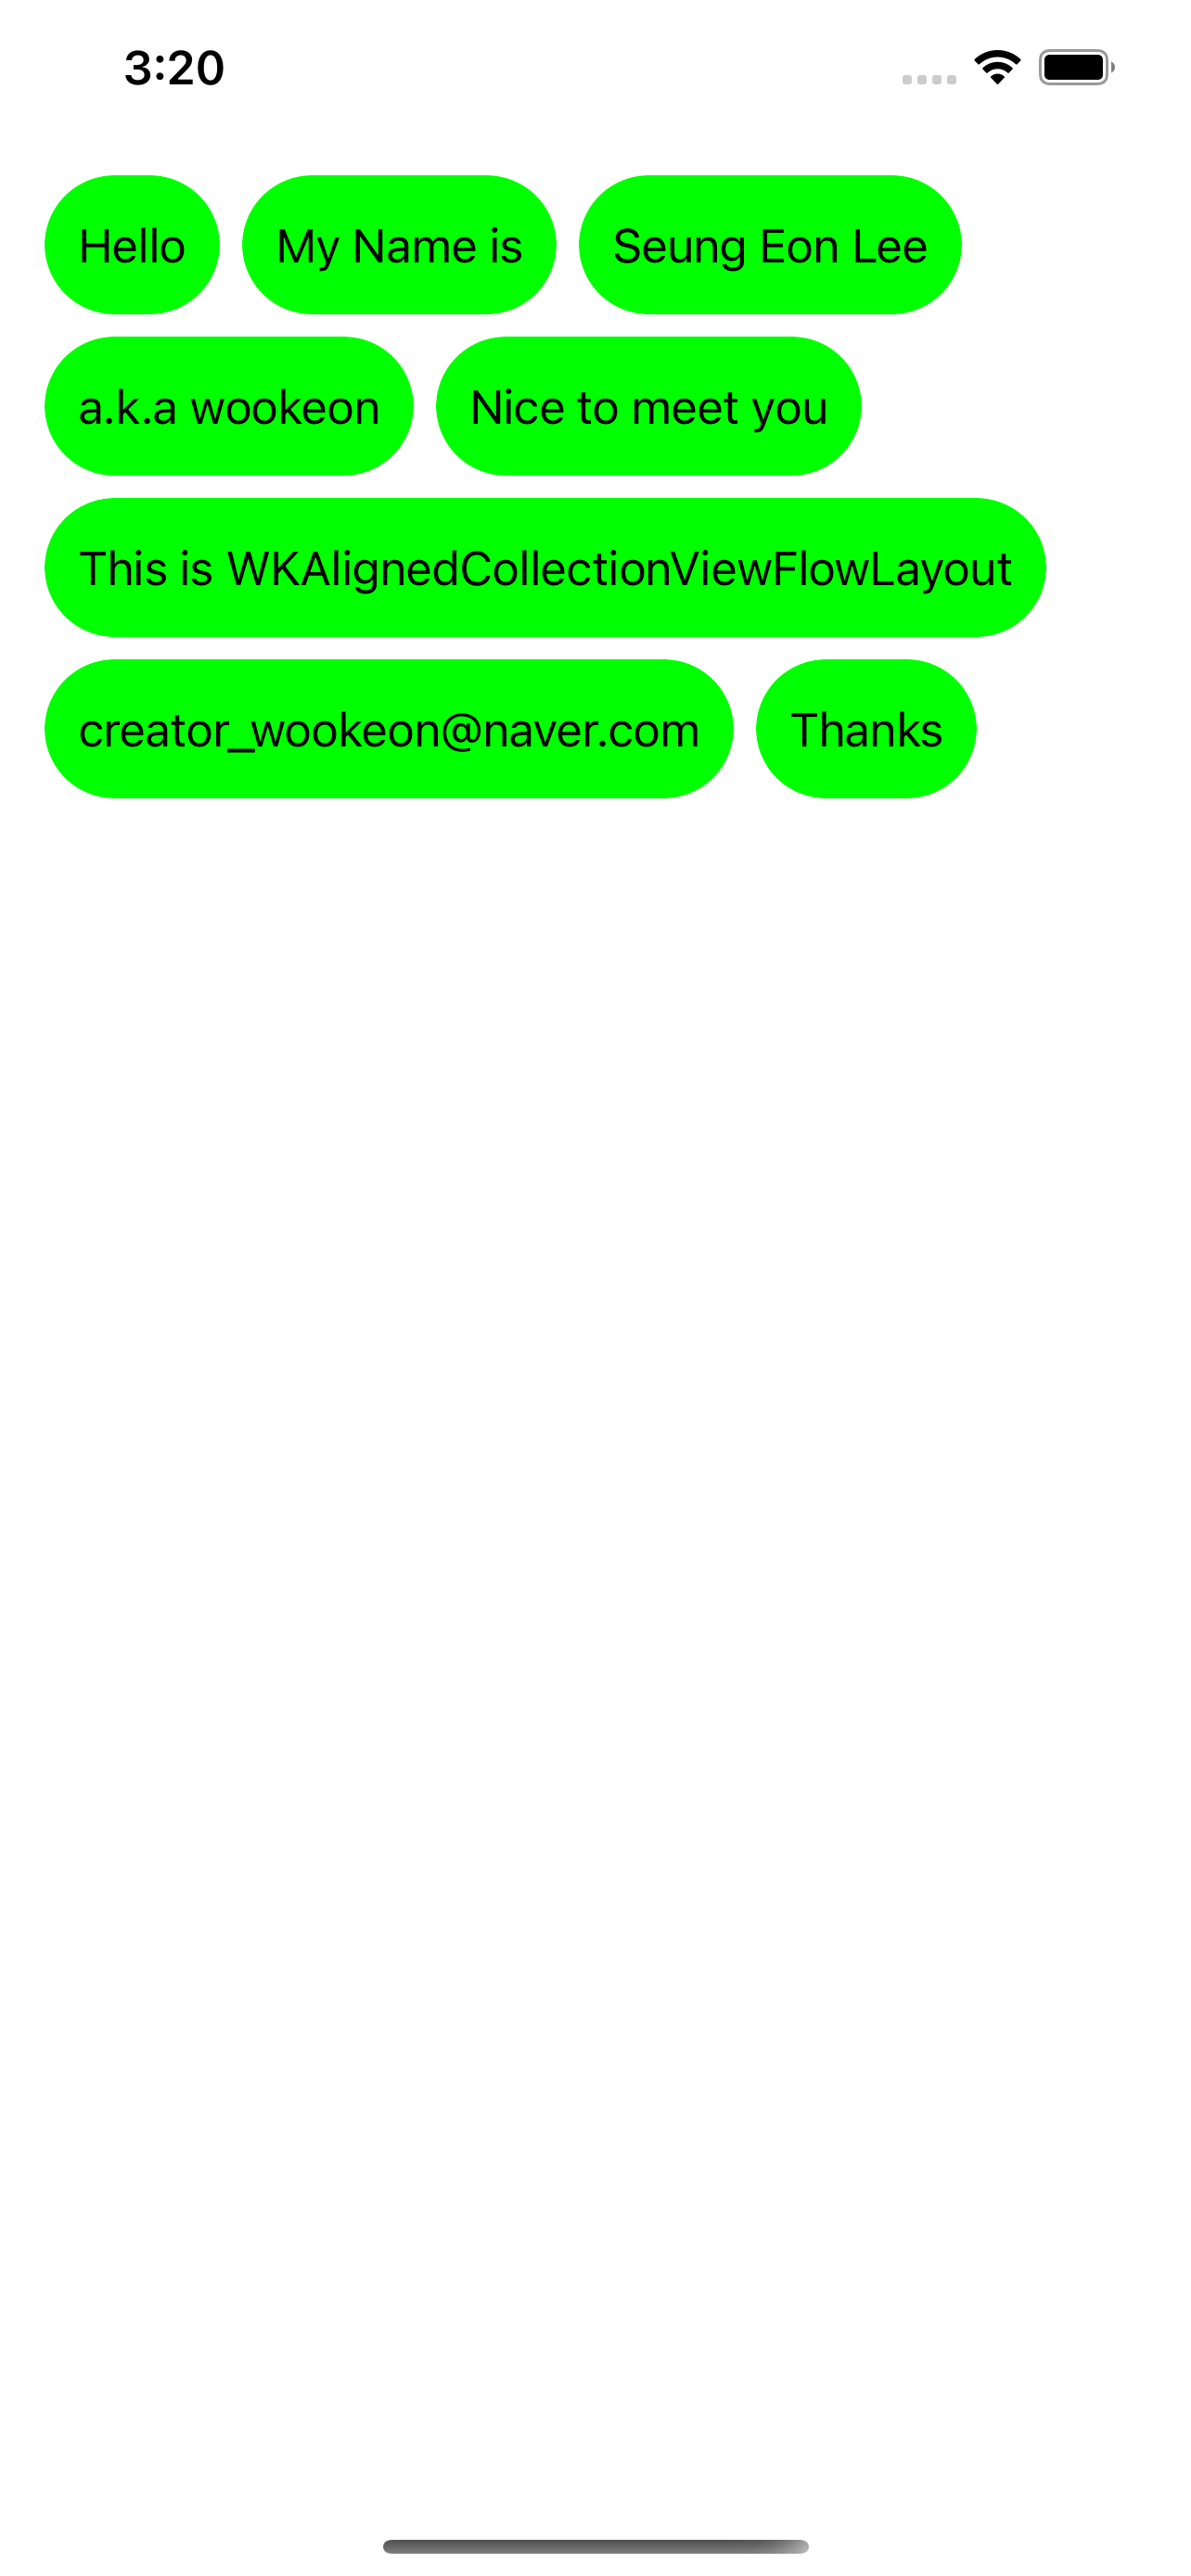 3:20
Hello My Name is Seung Eon Lee
a.k.a wookeon Nice to meet you
This is WKAlignedCollectionViewFlowLayout
creator_wookeon@naver.com Thanks